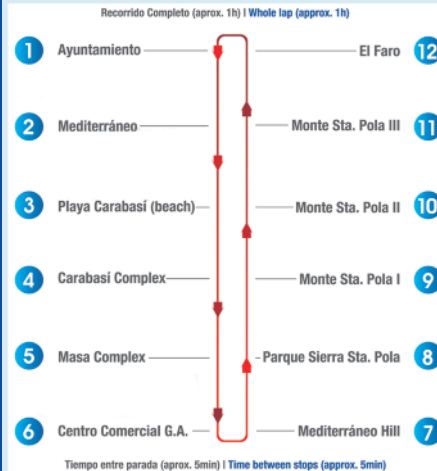 Recorrido Completo (aprox. 1h) | Whole lap (approx. 1h)
1 Ayuntamiento
El Faro 12
2 Mediterráneo
Monte Sta. Pola III 11
3 Playa Carabasí (beach)
Monte Sta. Pola II 10
4 Carabasí Complex
Monte Sta. Pola I 9
5 Masa Complex
Parque Sierra Sta. Pola 8
6 Centro Comercial G.A.
Mediterráneo Hill 7
Tiempo entre parada (aprox. 5min) | Time between stops (approx. 5min)